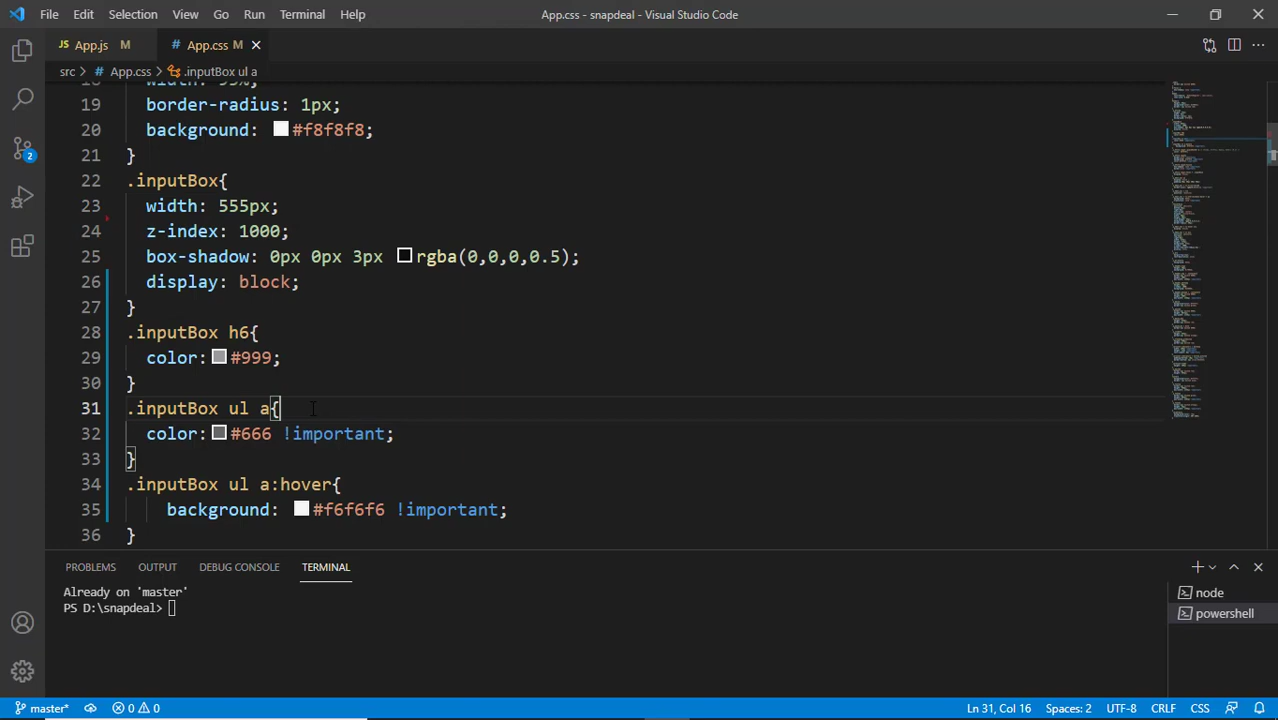 File Edit Selection View Go Run Terminal Help App.css - snapdeal - Visual Studio Code
JS App.js M # App.css M
src > # App.css > .inputBox ul a
19 border-radius: 1px;
20 background: #f8f8f8;
21 }
22 .inputBox{
23 width: 555px;
24 z-index: 1000;
25 box-shadow: 0px 0px 3px rgba(0,0,0,0.5);
26 display: block;
27 }
28 .inputBox h6{
29 color: #999;
30 }
31 .inputBox ul a{
32 color: #666 !important;
33 }
34 .inputBox ul a:hover{
35 background: #f6f6f6 !important;
36 }
2
PROBLEMS OUTPUT DEBUG CONSOLE TERMINAL
Already on 'master'
PS D:\snapdeal>
node
powershell
master* 0 0 Ln 31, Col 16 Spaces: 2 UTF-8 CRLF CSS